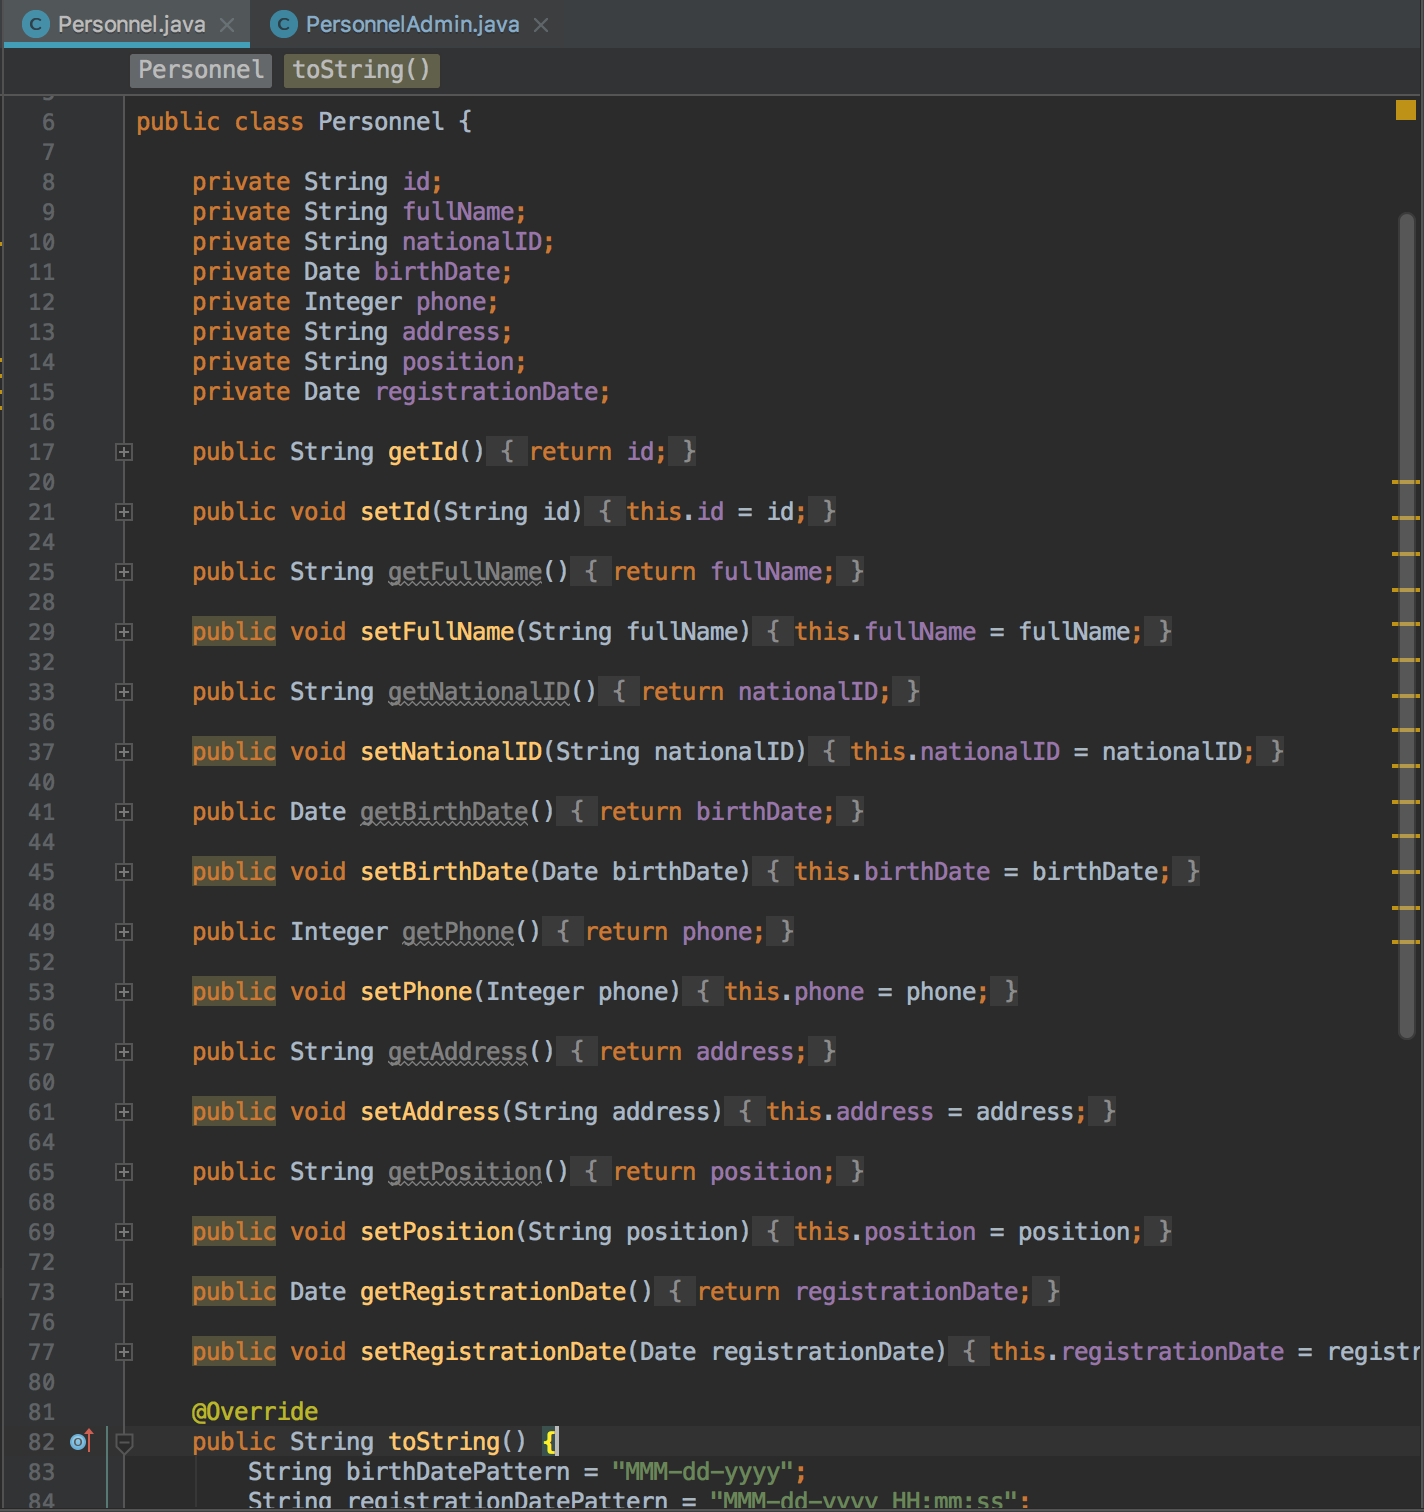 Personnel.java × PersonnelAdmin.java ×
Personnel toString()
6 public class Personnel {
7
8 private String id;
9 private String fullName;
10 private String nationalID;
11 private Date birthDate;
12 private Integer phone;
13 private String address;
14 private String position;
15 private Date registrationDate;
16
17 public String getId() { return id; }
20
21 public void setId(String id) { this.id = id; }
24
25 public String getFullName() { return fullName; }
28
29 public void setFullName(String fullName) { this.fullName = fullName; }
32
33 public String getNationalID() { return nationalID; }
36
37 public void setNationalID(String nationalID) { this.nationalID = nationalID; }
40
41 public Date getBirthDate() { return birthDate; }
44
45 public void setBirthDate(Date birthDate) { this.birthDate = birthDate; }
48
49 public Integer getPhone() { return phone; }
52
53 public void setPhone(Integer phone) { this.phone = phone; }
56
57 public String getAddress() { return address; }
60
61 public void setAddress(String address) { this.address = address; }
64
65 public String getPosition() { return position; }
68
69 public void setPosition(String position) { this.position = position; }
72
73 public Date getRegistrationDate() { return registrationDate; }
76
77 public void setRegistrationDate(Date registrationDate) { this.registrationDate = registr
80
81 @Override
82 public String toString() {
83 String birthDatePattern = "MMM-dd-yyyy";
84 String registrationDatePattern = "MMM-dd-yyyy HH:mm:ss";